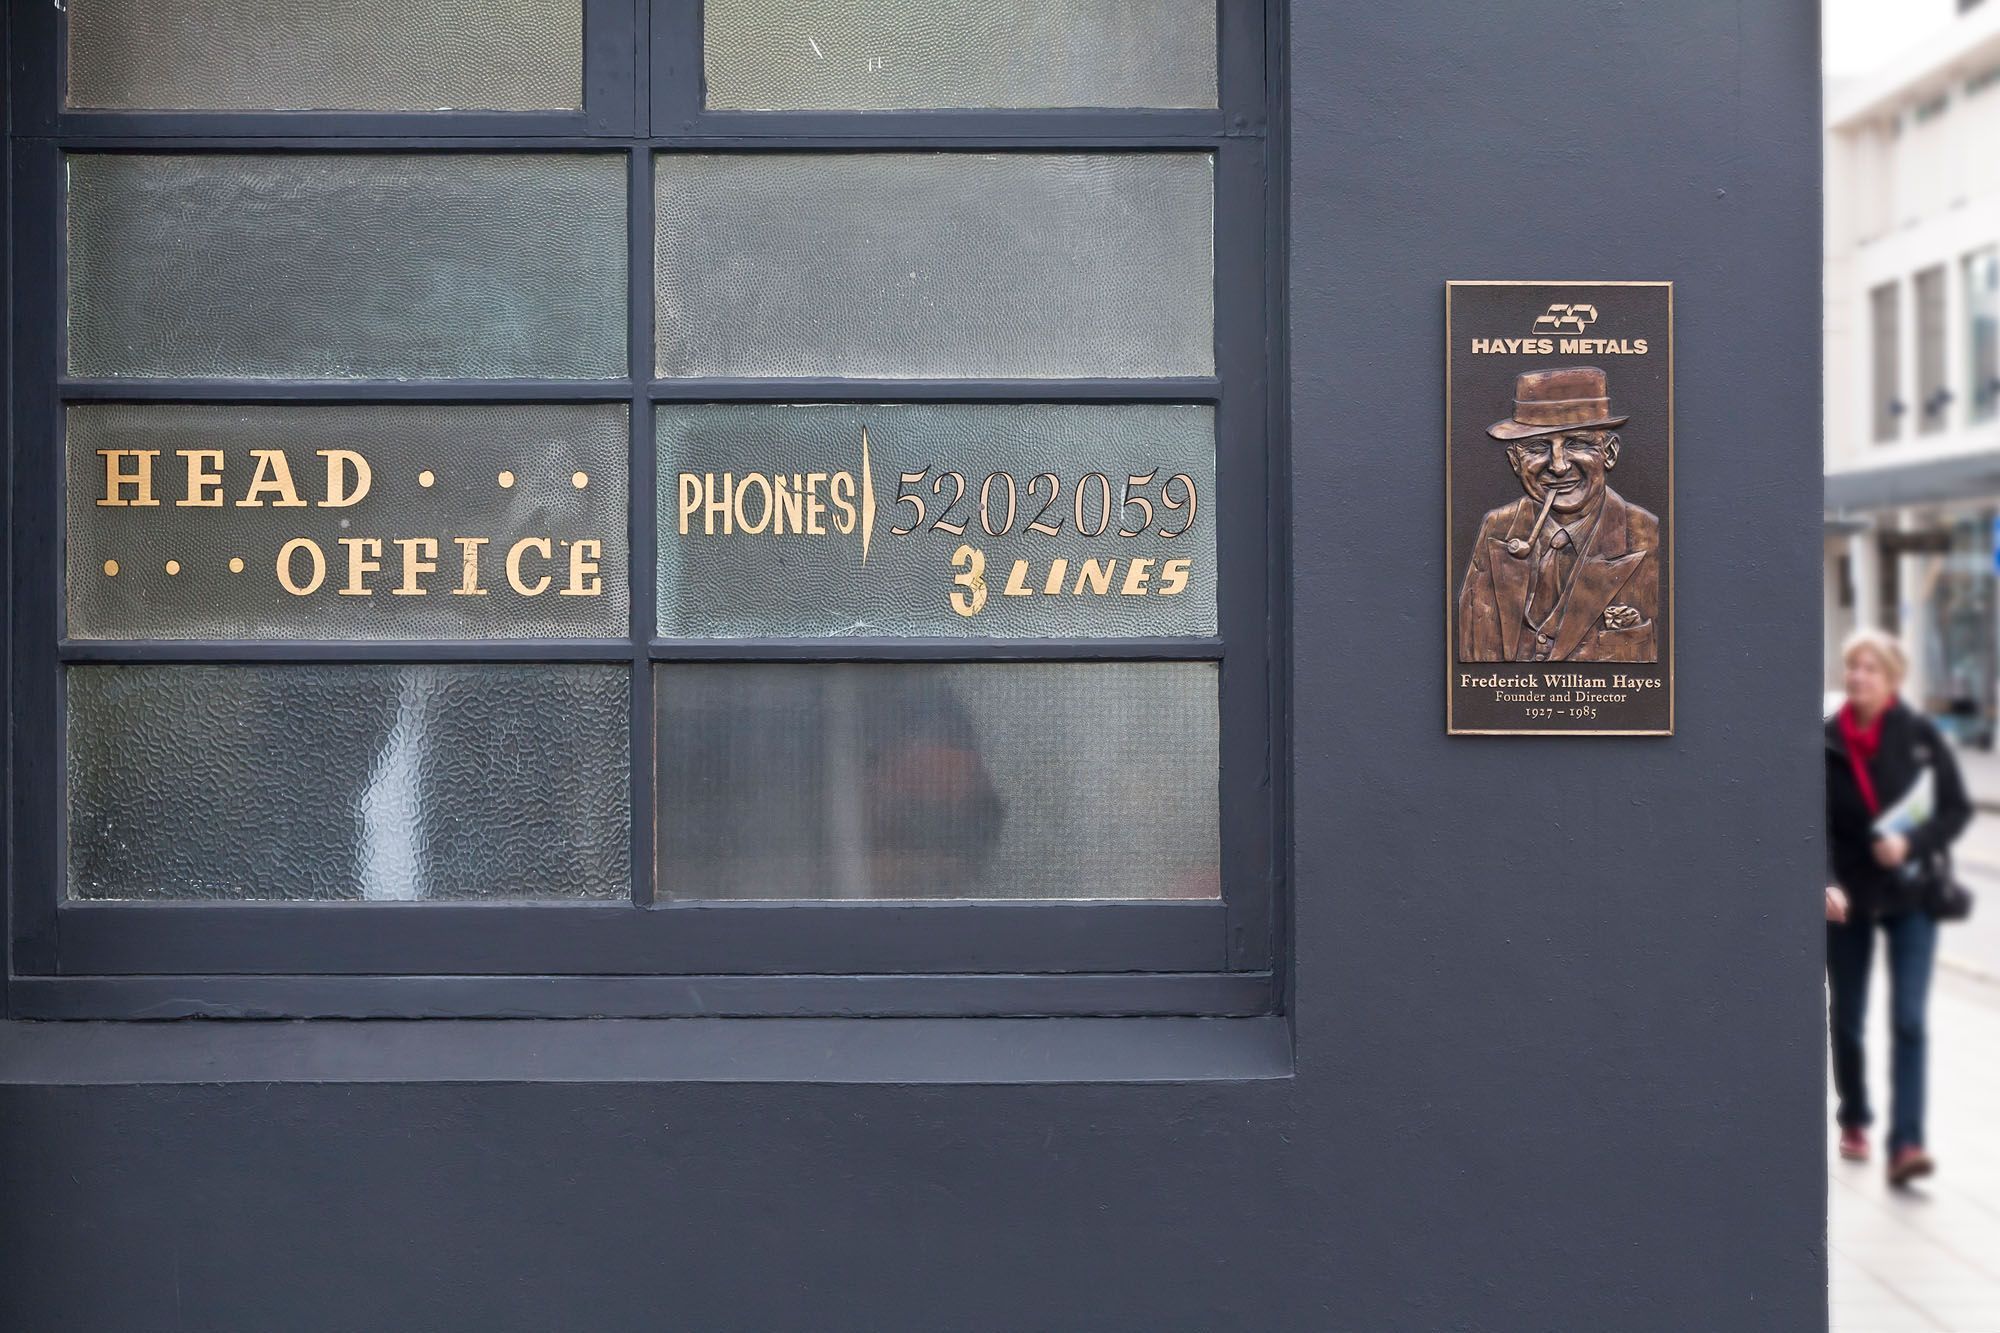 HEAD . . .
. . . OFFICE
PHONES 5202059
3 LINES
HAYES METALS
Frederick William Hayes
Founder and Director
1927 – 1985